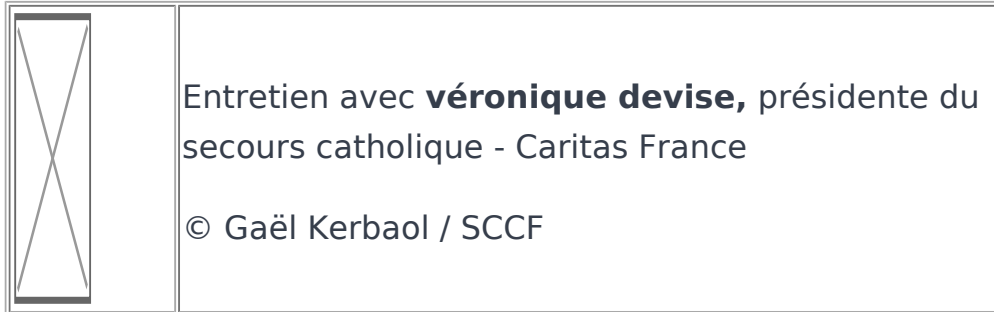 Entretien avec véronique devise, présidente du
secours catholique - Caritas France
© Gaël Kerbaol / SCCF